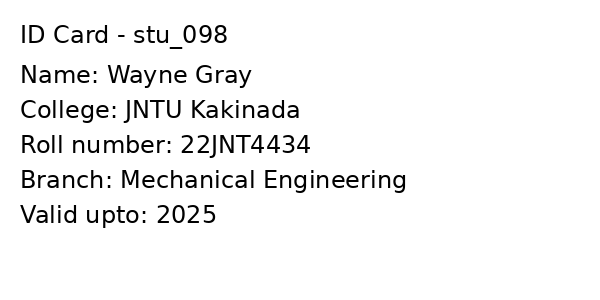 ID Card - stu_098
Name: Wayne Gray
College: JNTU Kakinada
Roll number: 22JNT4434
Branch: Mechanical Engineering
Valid upto: 2025